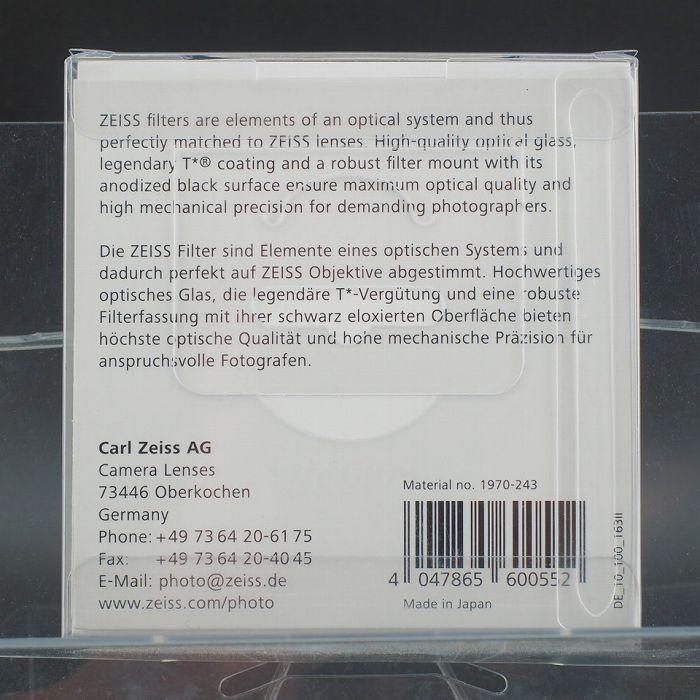 ZEISS filters are elements of an optical system and thus
perfectly matched to ZEISS lenses. High-quality optical glass,
legendary T*® coating and a robust filter mount with its
anodized black surface ensure maximum optical quality and
high mechanical precision for demanding photographers.
Die ZEISS Filter sind Elemente eines optischen Systems und
dadurch perfekt auf ZEISS Objektive abgestimmt. Hochwertiges
optisches Glas, die legendäre T*-Vergütung und eine robuste
Filterfassung mit ihrer schwarz eloxierten Oberfläche bieten
höchste optische Qualität und hohe mechanische Präzision für
anspruchsvolle Fotografen.
Carl Zeiss AG
Camera Lenses
73446 Oberkochen
Germany
Phone: +49 73 64 20-61 75
Fax: +49 73 64 20-40 45
E-Mail: photo@zeiss.de
www.zeiss.com/photo
Material no. 1970-243
4 047865 600552
Made in Japan
DE_10_100_163II